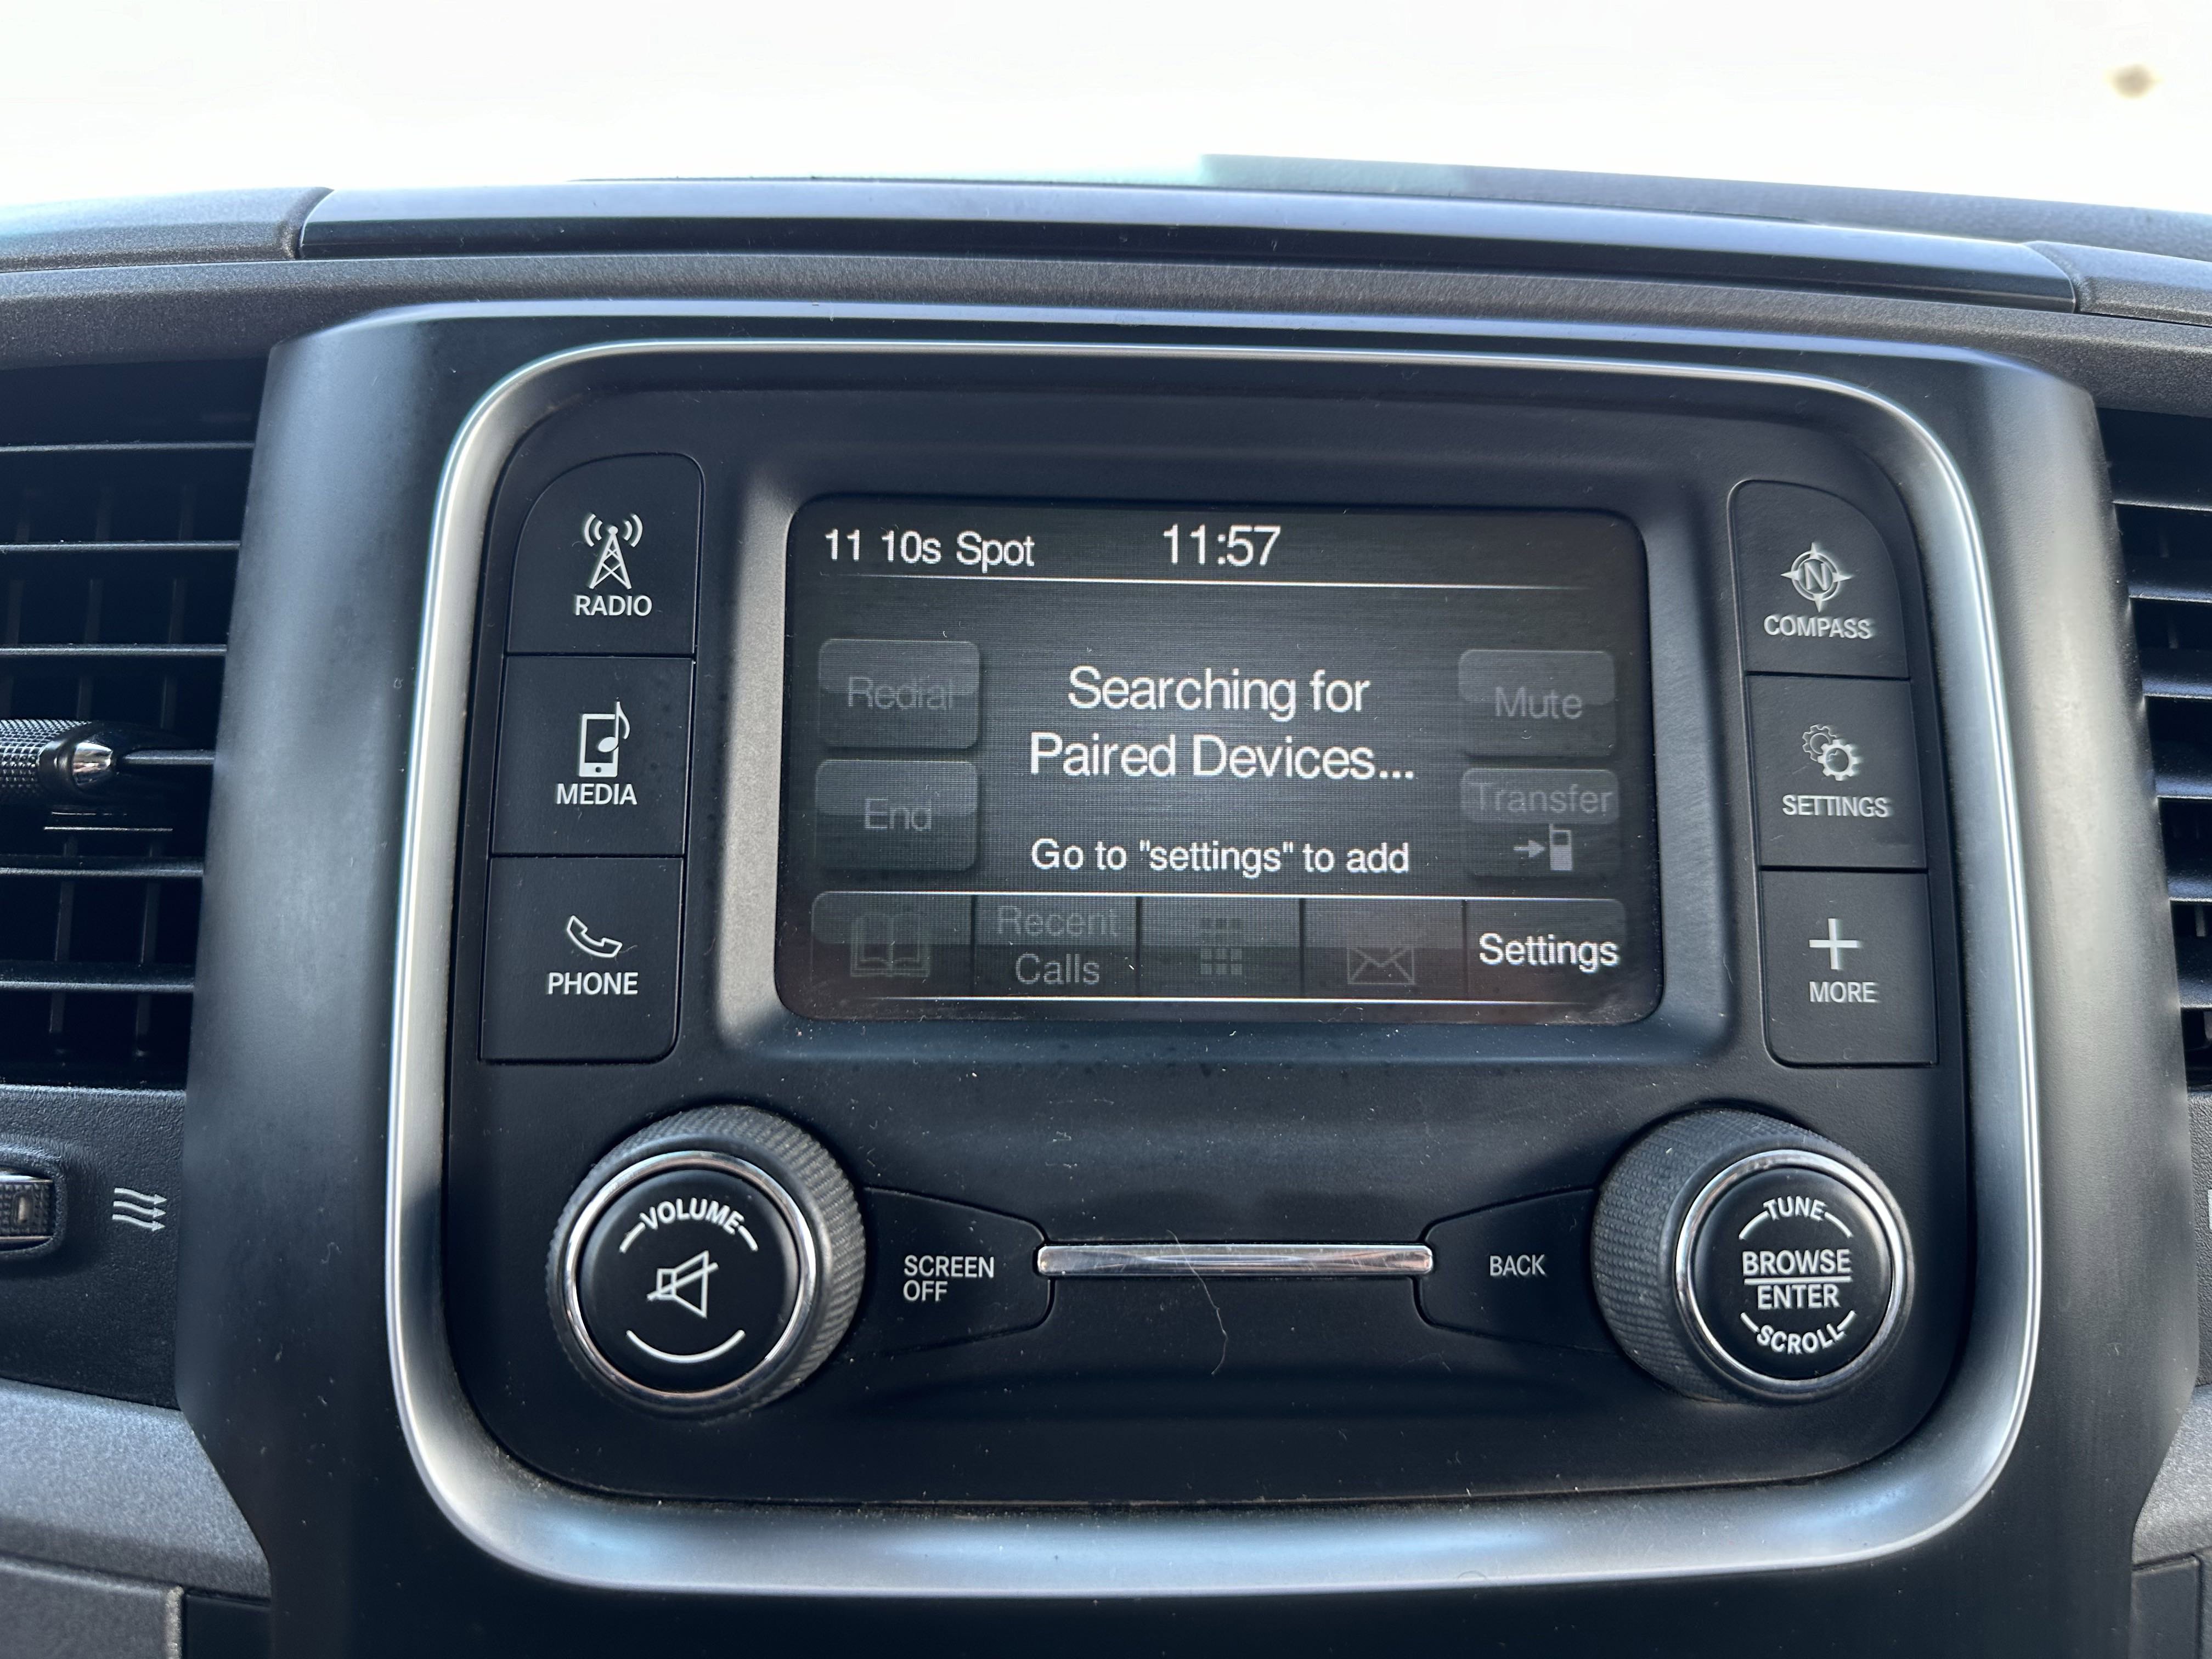 11 10s Spot
11:57
RADIO
COMPASS
Redial
Searching for
Paired Devices...
Mute
MEDIA
SETTINGS
End
Transfer
Go to "settings" to add
Recent
Calls
Settings
PHONE
MORE
VOLUME
SCREEN
OFF
BACK
TUNE
BROWSE
ENTER
SCROLL
N